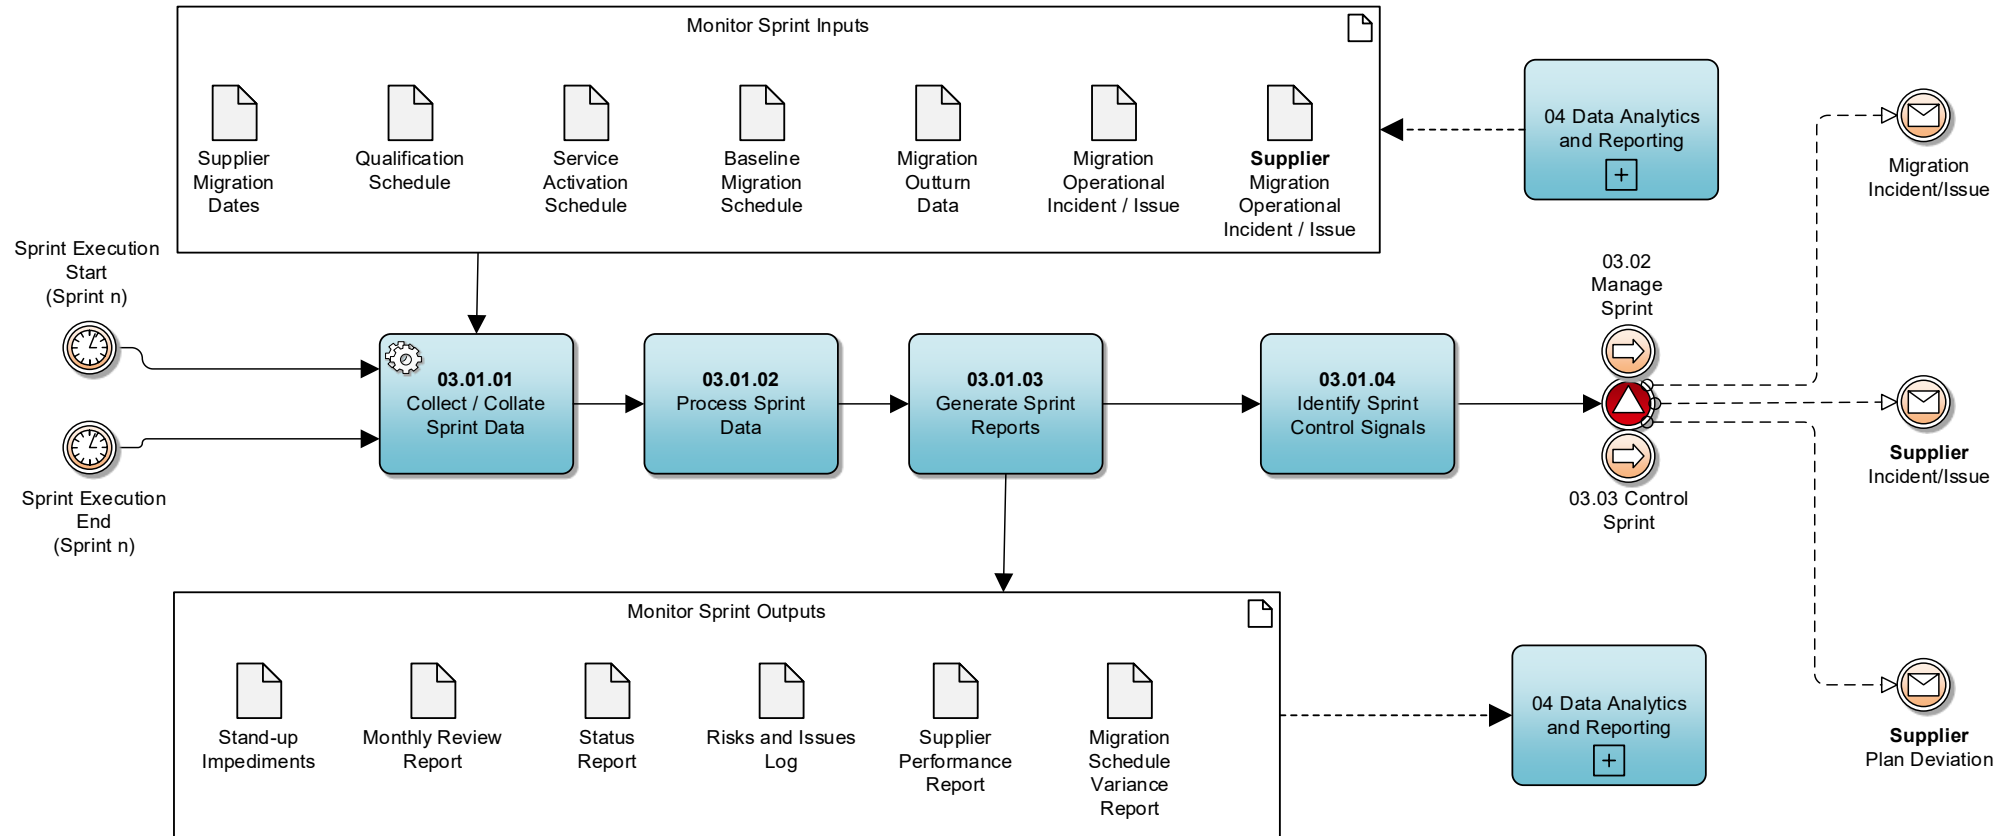 Monitor Sprint Inputs
Supplier
Migration
Dates
Qualification
Schedule
Service
Activation
Schedule
Baseline
Migration
Schedule
Migration
Outturn
Data
Migration
Operational
Incident / Issue
Supplier
Migration
Operational
Incident / Issue
04 Data Analytics
and Reporting
Migration
Incident/Issue
Sprint Execution
Start
(Sprint n)
Sprint Execution
End
(Sprint n)
03.01.01
Collect / Collate
Sprint Data
03.01.02
Process Sprint
Data
03.01.03
Generate Sprint
Reports
03.01.04
Identify Sprint
Control Signals
03.02
Manage
Sprint
03.03 Control
Sprint
Supplier
Incident/Issue
Monitor Sprint Outputs
Stand-up
Impediments
Monthly Review
Report
Status
Report
Risks and Issues
Log
Supplier
Performance
Report
Migration
Schedule
Variance
Report
04 Data Analytics
and Reporting
Supplier
Plan Deviation